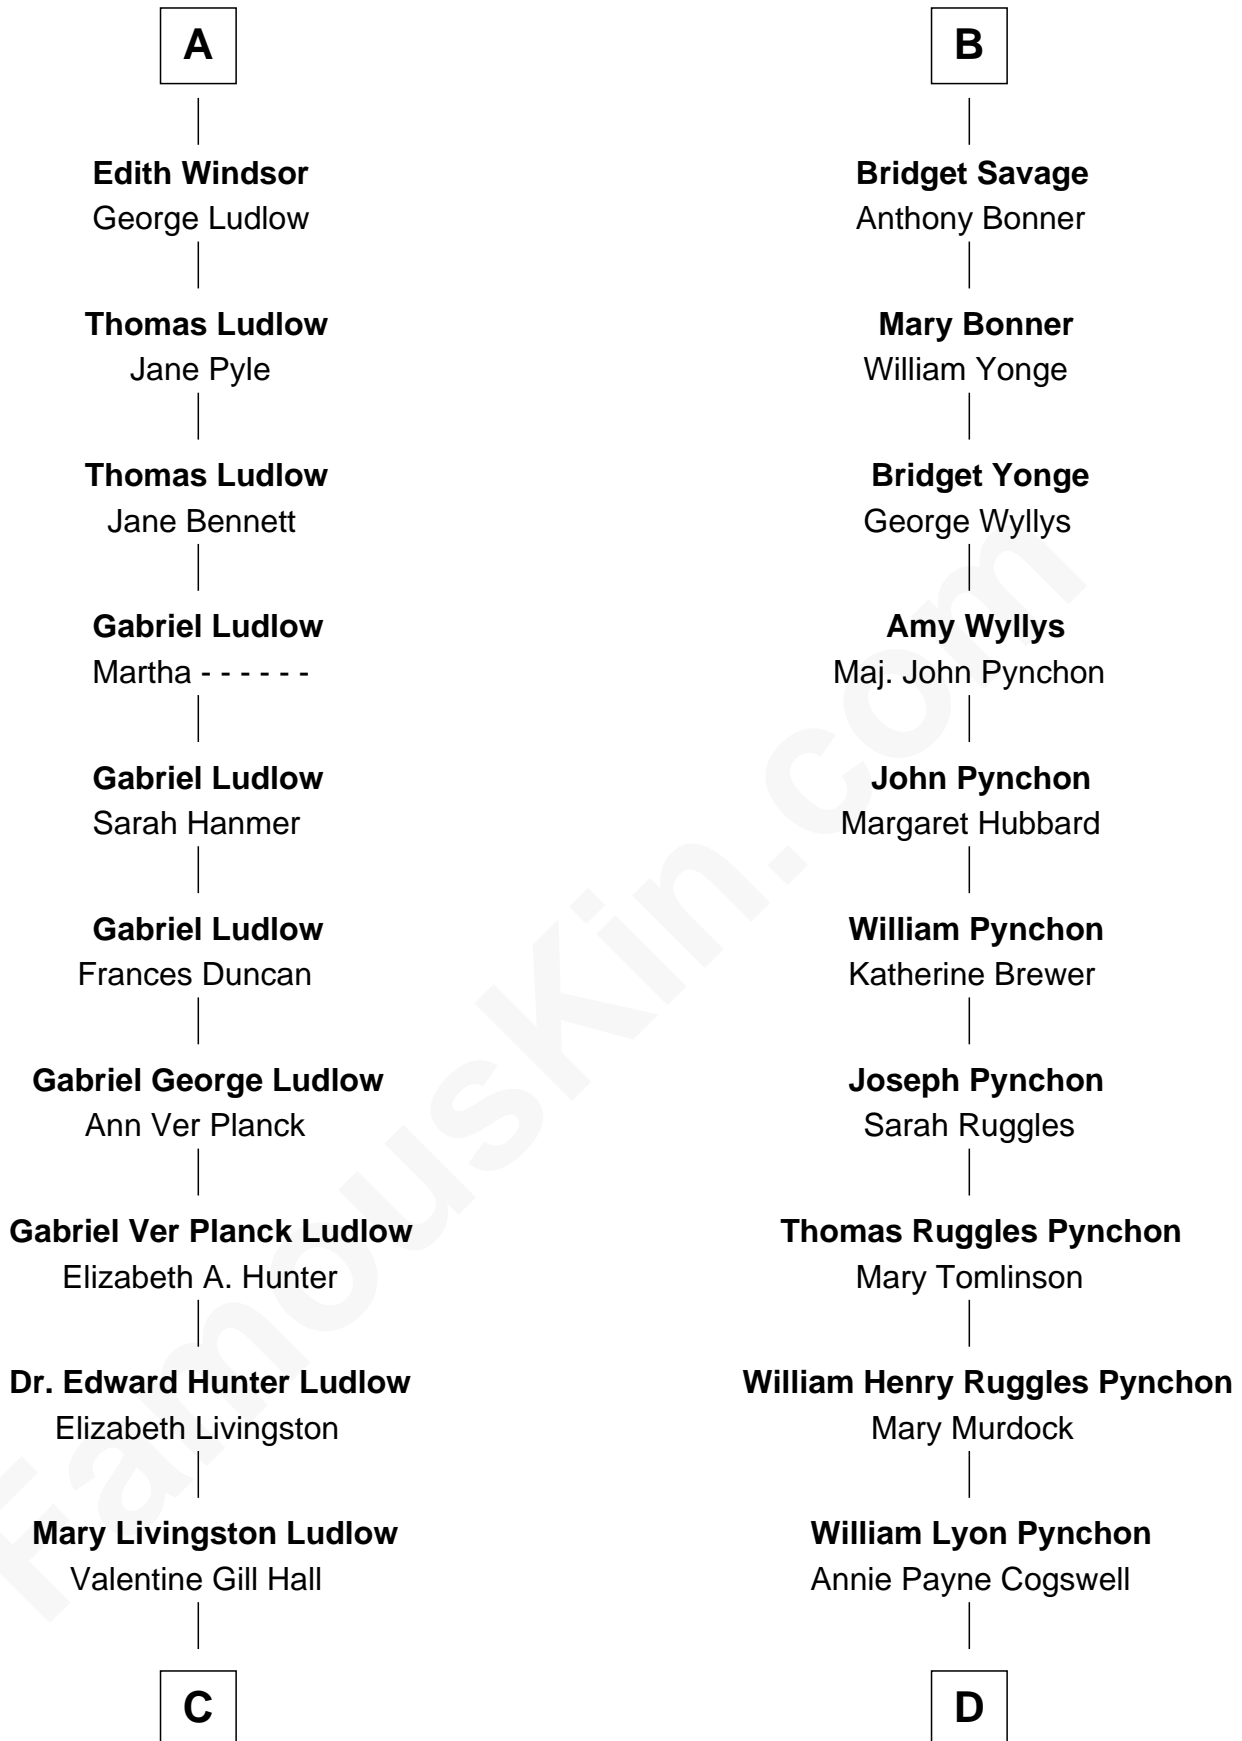 A
Edith Windsor
George Ludlow
Thomas Ludlow
Jane Pyle
Thomas Ludlow
Jane Bennett
Gabriel Ludlow
Martha - - - - - -
Gabriel Ludlow
Sarah Hanmer
Gabriel Ludlow
Frances Duncan
Gabriel George Ludlow
Ann Ver Planck
Gabriel Ver Planck Ludlow
Elizabeth A. Hunter
Dr. Edward Hunter Ludlow
Elizabeth Livingston
Mary Livingston Ludlow
Valentine Gill Hall
C
B
Bridget Savage
Anthony Bonner
Mary Bonner
William Yonge
Bridget Yonge
George Wyllys
Amy Wyllys
Maj. John Pynchon
John Pynchon
Margaret Hubbard
William Pynchon
Katherine Brewer
Joseph Pynchon
Sarah Ruggles
Thomas Ruggles Pynchon
Mary Tomlinson
William Henry Ruggles Pynchon
Mary Murdock
William Lyon Pynchon
Annie Payne Cogswell
D
FamousKin.com